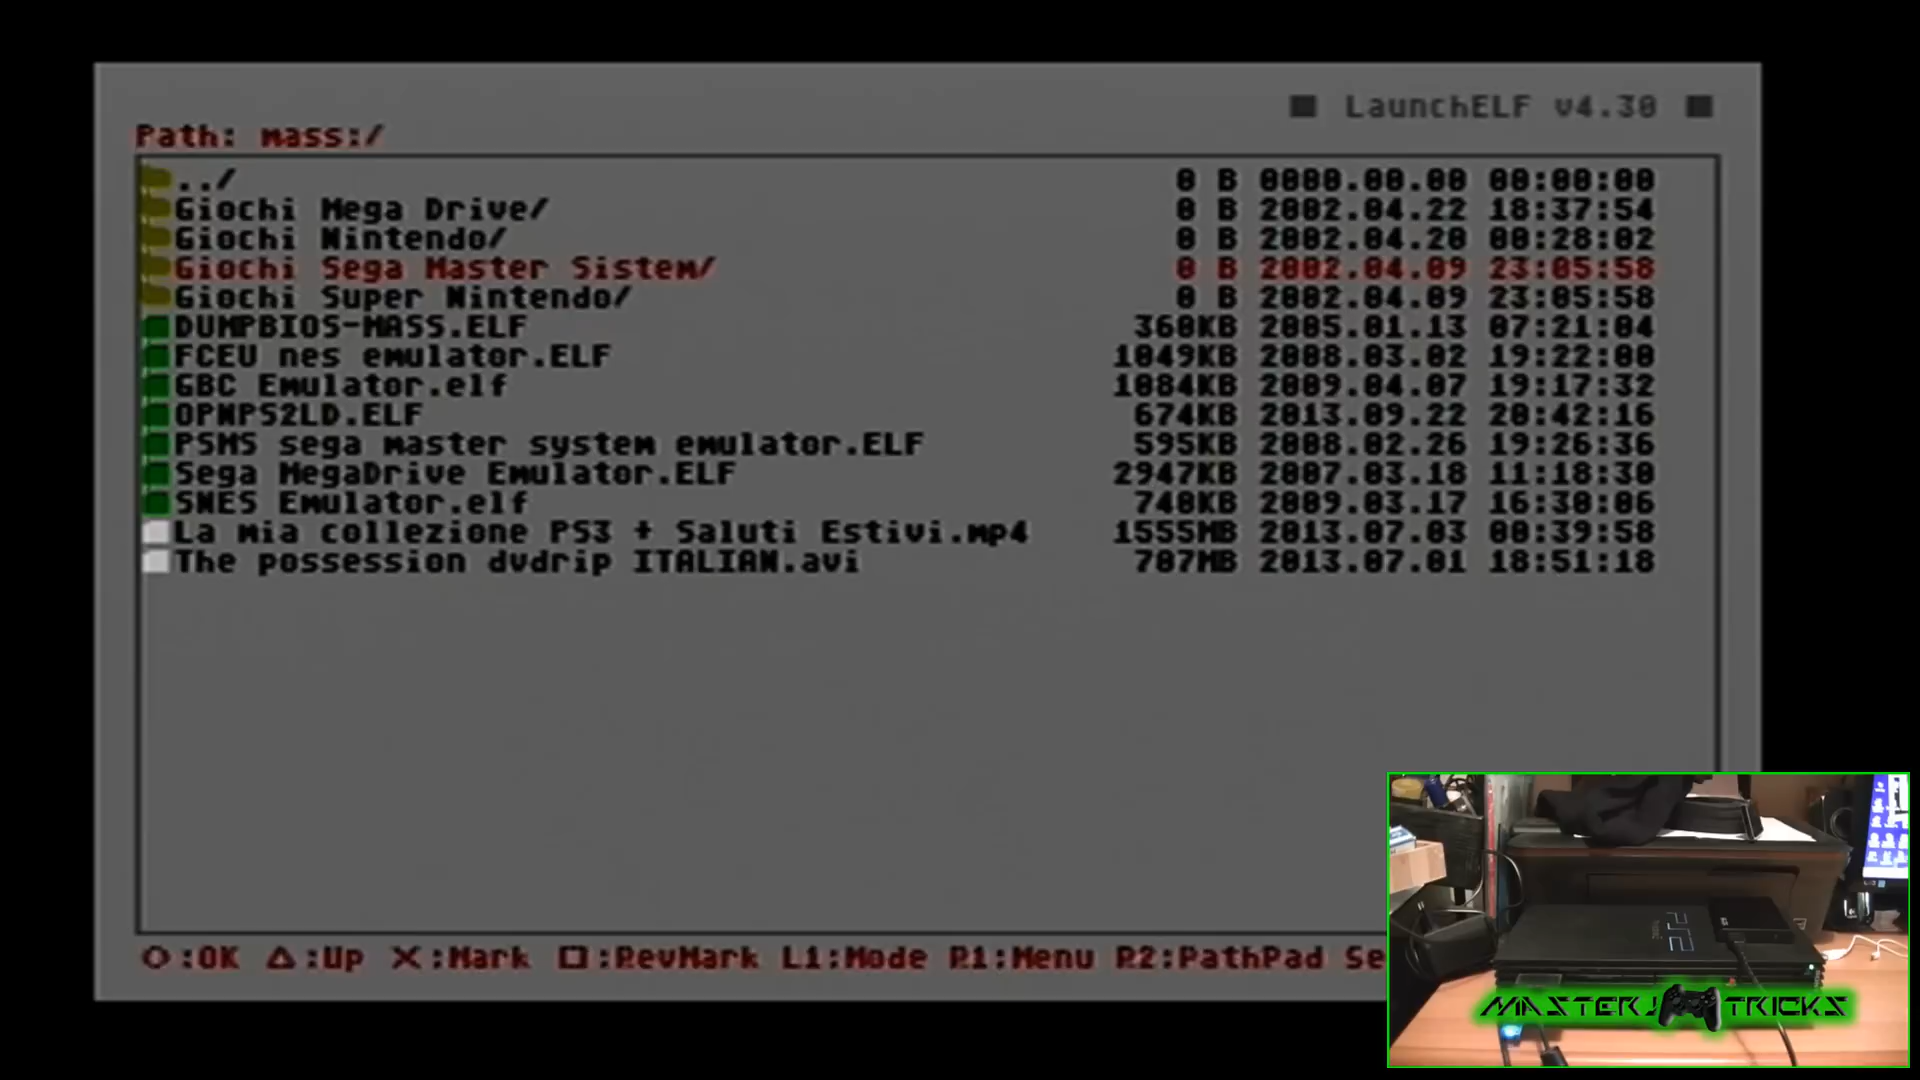 LaunchELF v4.30
Path: mass:/
../ 0 B 0000.00.00 00:00:00
Giochi Mega Drive/ 0 B 2002.04.22 18:37:54
Giochi Nintendo/ 0 B 2002.04.20 00:28:02
Giochi Sega Master Sistem/ 0 B 2002.04.09 23:05:58
Giochi Super Nintendo/ 0 B 2002.04.09 23:05:58
DUMPBIOS-MASS.ELF 360KB 2005.01.13 07:21:04
FCEU nes emulator.ELF 1049KB 2008.03.02 19:22:00
GBC Emulator.elf 1084KB 2009.04.07 19:17:32
OPNPS2LD.ELF 674KB 2013.09.22 20:42:16
PSMS sega master system emulator.ELF 595KB 2008.02.26 19:26:36
Sega MegaDrive Emulator.ELF 2947KB 2007.03.18 11:18:30
SNES Emulator.elf 740KB 2009.03.17 16:30:06
La mia collezione PS3 + Saluti Estivi.mp4 1555MB 2013.07.03 00:39:58
The possession dvdrip ITALIAN.avi 707MB 2013.07.01 18:51:18
○:OK △:Up X:Mark □:RevMark L1:Mode R1:Menu R2:PathPad Se
PS2
MASTERJ TRICKS